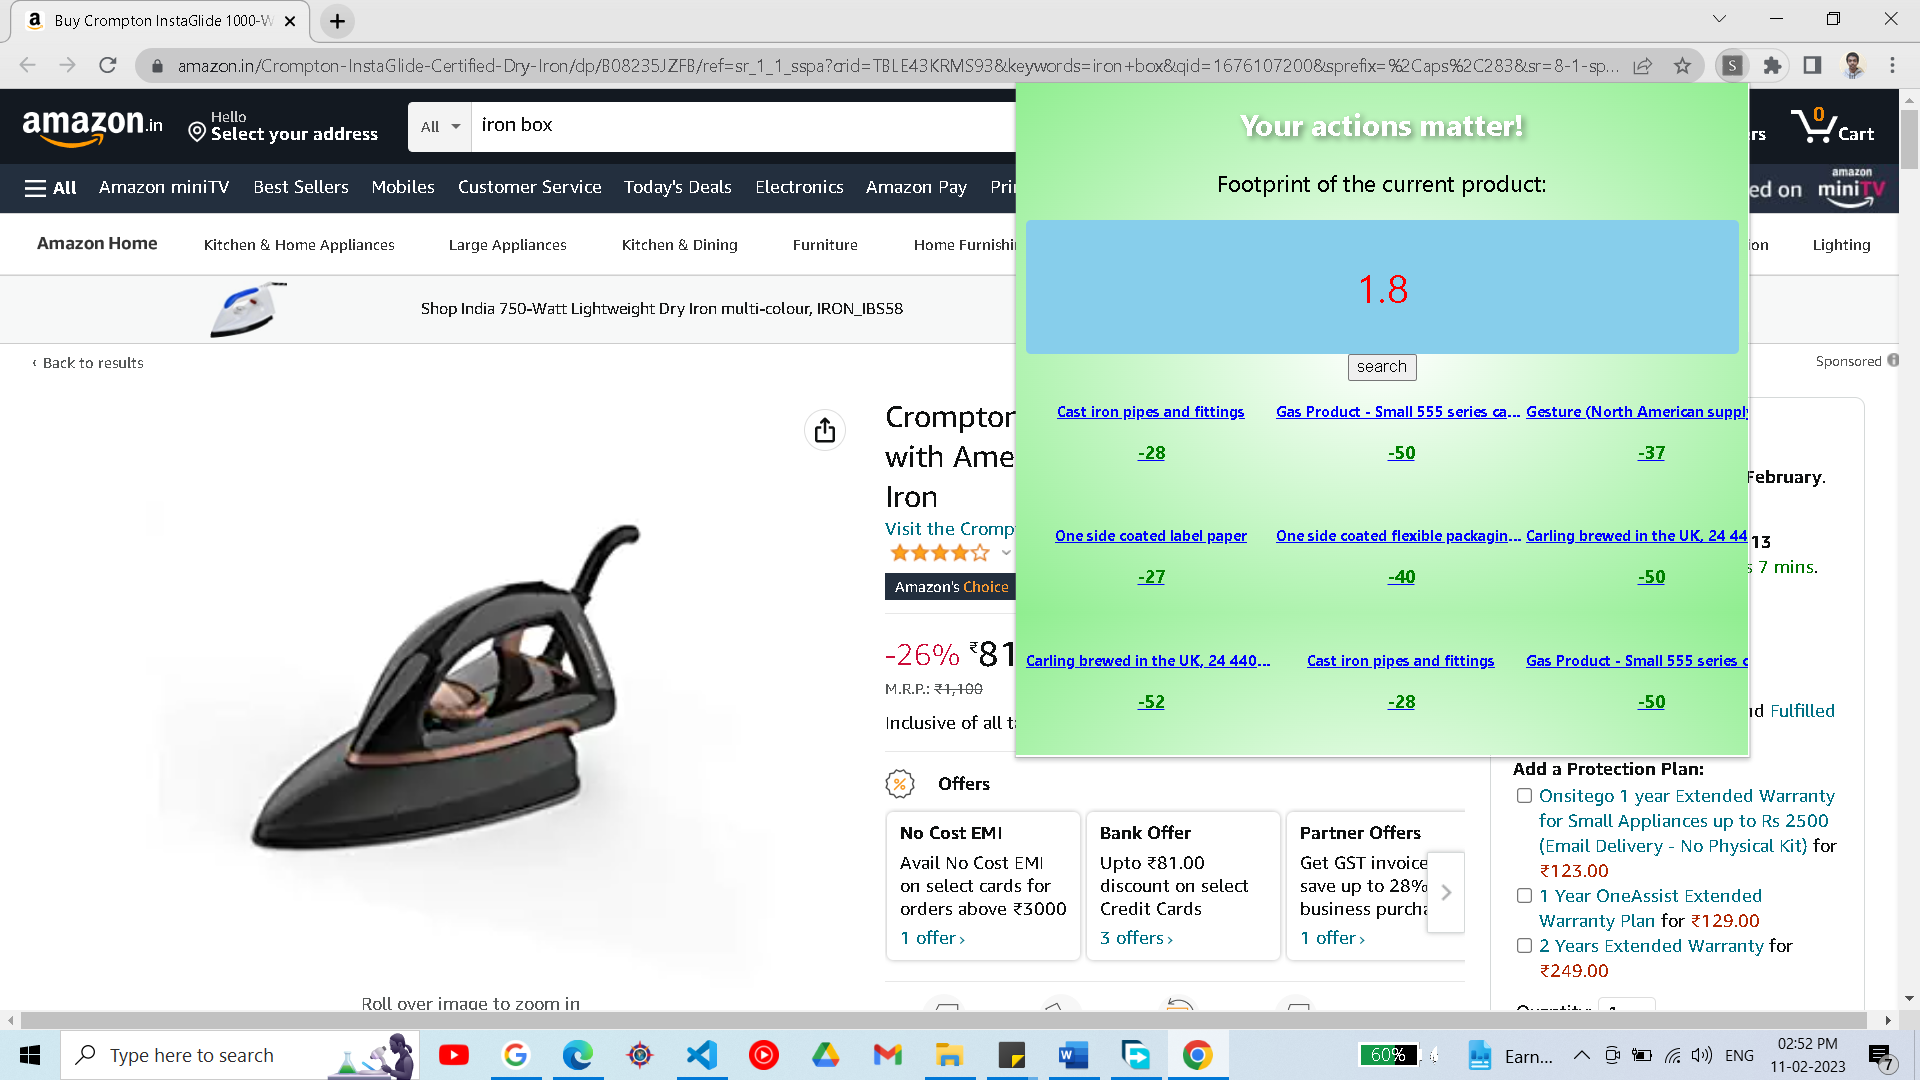 Buy Crompton InstaGlide 1000-W
amazon.in/Crompton-InstaGlide-Certified-Dry-Iron/dp/B08235JZFB/ref=sr_1_1_sspa?crid=TBLE43KRMS93&keywords=iron+box&qid=1676107200&sprefix=%2Caps%2C283&sr=8-1-sp...
S
amazon.in
Hello
Select your address
All
iron box
rs
0
Cart
All
Amazon miniTV
Best Sellers
Mobiles
Customer Service
Today's Deals
Electronics
Amazon Pay
Pri
ed on
amazon
miniTV
Amazon Home
Kitchen & Home Appliances
Large Appliances
Kitchen & Dining
Furniture
Home Furnishi
ion
Lighting
Shop India 750-Watt Lightweight Dry Iron multi-colour, IRON_IBS58
‹ Back to results
Sponsored
Your actions matter!
Footprint of the current product:
1.8
search
Cast iron pipes and fittings
-28
Gas Product - Small 555 series ca...
-50
Gesture (North American supply
-37
One side coated label paper
-27
One side coated flexible packagin...
-40
Carling brewed in the UK, 24 44
-50
Carling brewed in the UK, 24 440...
-52
Cast iron pipes and fittings
-28
Gas Product - Small 555 series c
-50
Crompton
with Ame
Iron
Visit the Cromp
Amazon's Choice
-26% ₹81
M.R.P.: ₹1,100
Inclusive of all t
Offers
No Cost EMI
Avail No Cost EMI
on select cards for
orders above ₹3000
1 offer ›
Bank Offer
Upto ₹81.00
discount on select
Credit Cards
3 offers ›
Partner Offers
Get GST invoice
save up to 28%
business purcha
1 offer ›
Roll over image to zoom in
February.
13
s 7 mins.
nd Fulfilled
Add a Protection Plan:
Onsitego 1 year Extended Warranty
for Small Appliances up to Rs 2500
(Email Delivery - No Physical Kit) for
₹123.00
1 Year OneAssist Extended
Warranty Plan for ₹129.00
2 Years Extended Warranty for
₹249.00
Quantity:
Type here to search
60%
Earn...
ENG
02:52 PM
11-02-2023
7